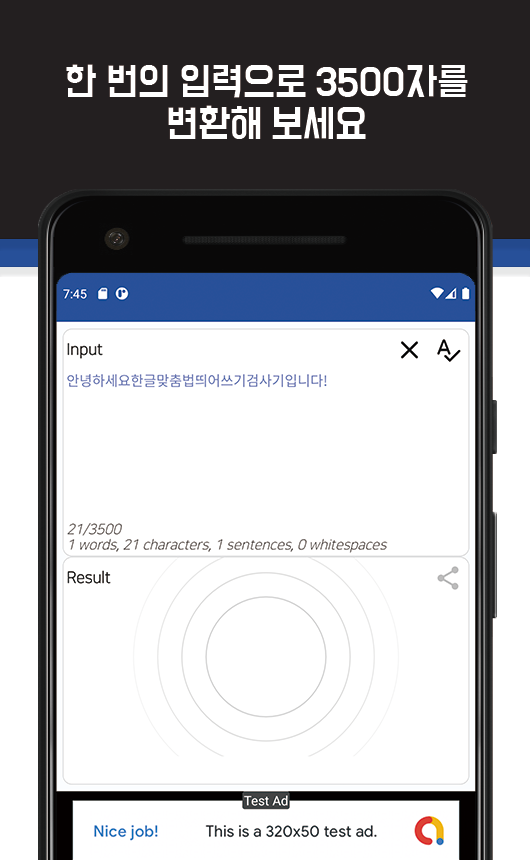 한 번의 입력으로 3500자를
변환해 보세요
7:45
Input
안녕하세요한글맞춤법띄어쓰기검사기입니다!
21/3500
1 words, 21 characters, 1 sentences, 0 whitespaces
Result
Test Ad
Nice job! This is a 320x50 test ad.